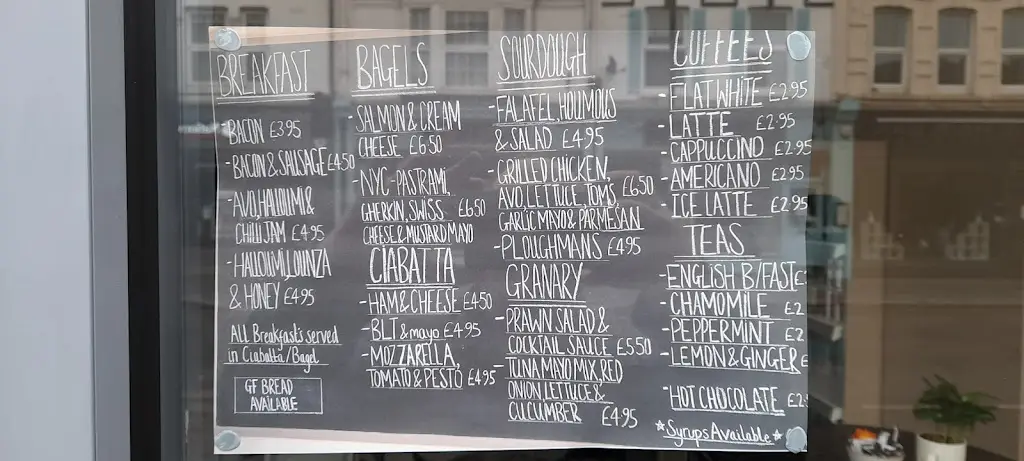 BREAKFAST
-BACON £3.95
-BACON & SAUSAGE £4.50
-AVO, HALLOUMI &
CHILLI JAM £4.95
-HALLOUMI,
& HONEY £4.95
All Breakfast's served
in Ciabatta/Bagel
GF BREAD
AVAILABLE
BAGELS
-SALMON & CREAM
CHEESE £6.50
-NYC-PASTRAMI,
GHERKIN, SWISS £6.50
CHEESE & MUSTARD MAYO
CIABATTA
-HAM & CHEESE £4.50
-BLT & mayo £4.95
-MOZZARELLA,
TOMATO & PESTO £4.95
SOURDOUGH
-FALAFEL, HOUMOUS
& SALAD £4.95
-GRILLED CHICKEN,
AVO, LETTUCE, TOMS, £6.50
GARLIC MAYO & PARMESAN
-PLOUGHMANS £4.95
GRANARY
-PRAWN SALAD &
COCKTAIL SAUCE £5.50
-TUNA MAYO MIX, RED
ONION, LETTUCE &
CUCUMBER £4.95
COFFEES
-FLAT WHITE £2.95
-LATTE £2.95
-CAPPUCCINO £2.95
-AMERICANO £2.95
-ICE LATTE £2.95
TEAS
-ENGLISH B/FAST £
-CHAMOMILE £2
-PEPPERMINT £2
-LEMON & GINGER £
-HOT CHOCOLATE £2
*Syrups Available*